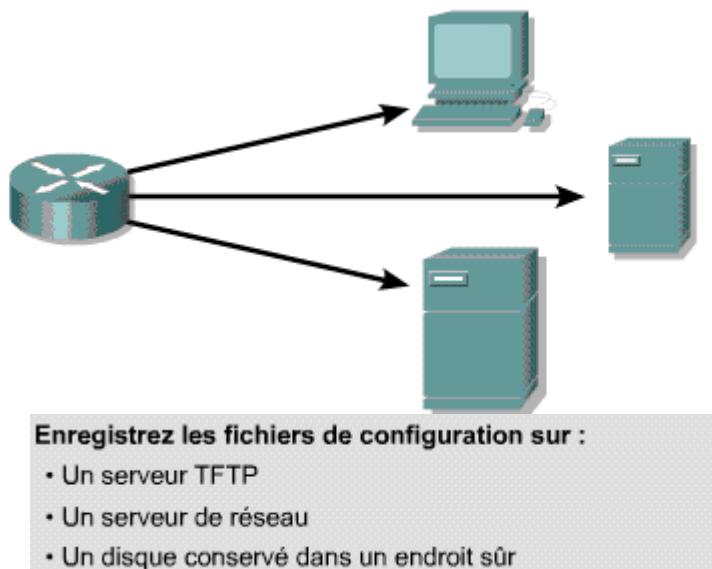 Enregistrez les fichiers de configuration sur :
• Un serveur TFTP
• Un serveur de réseau
• Un disque conservé dans un endroit sûr